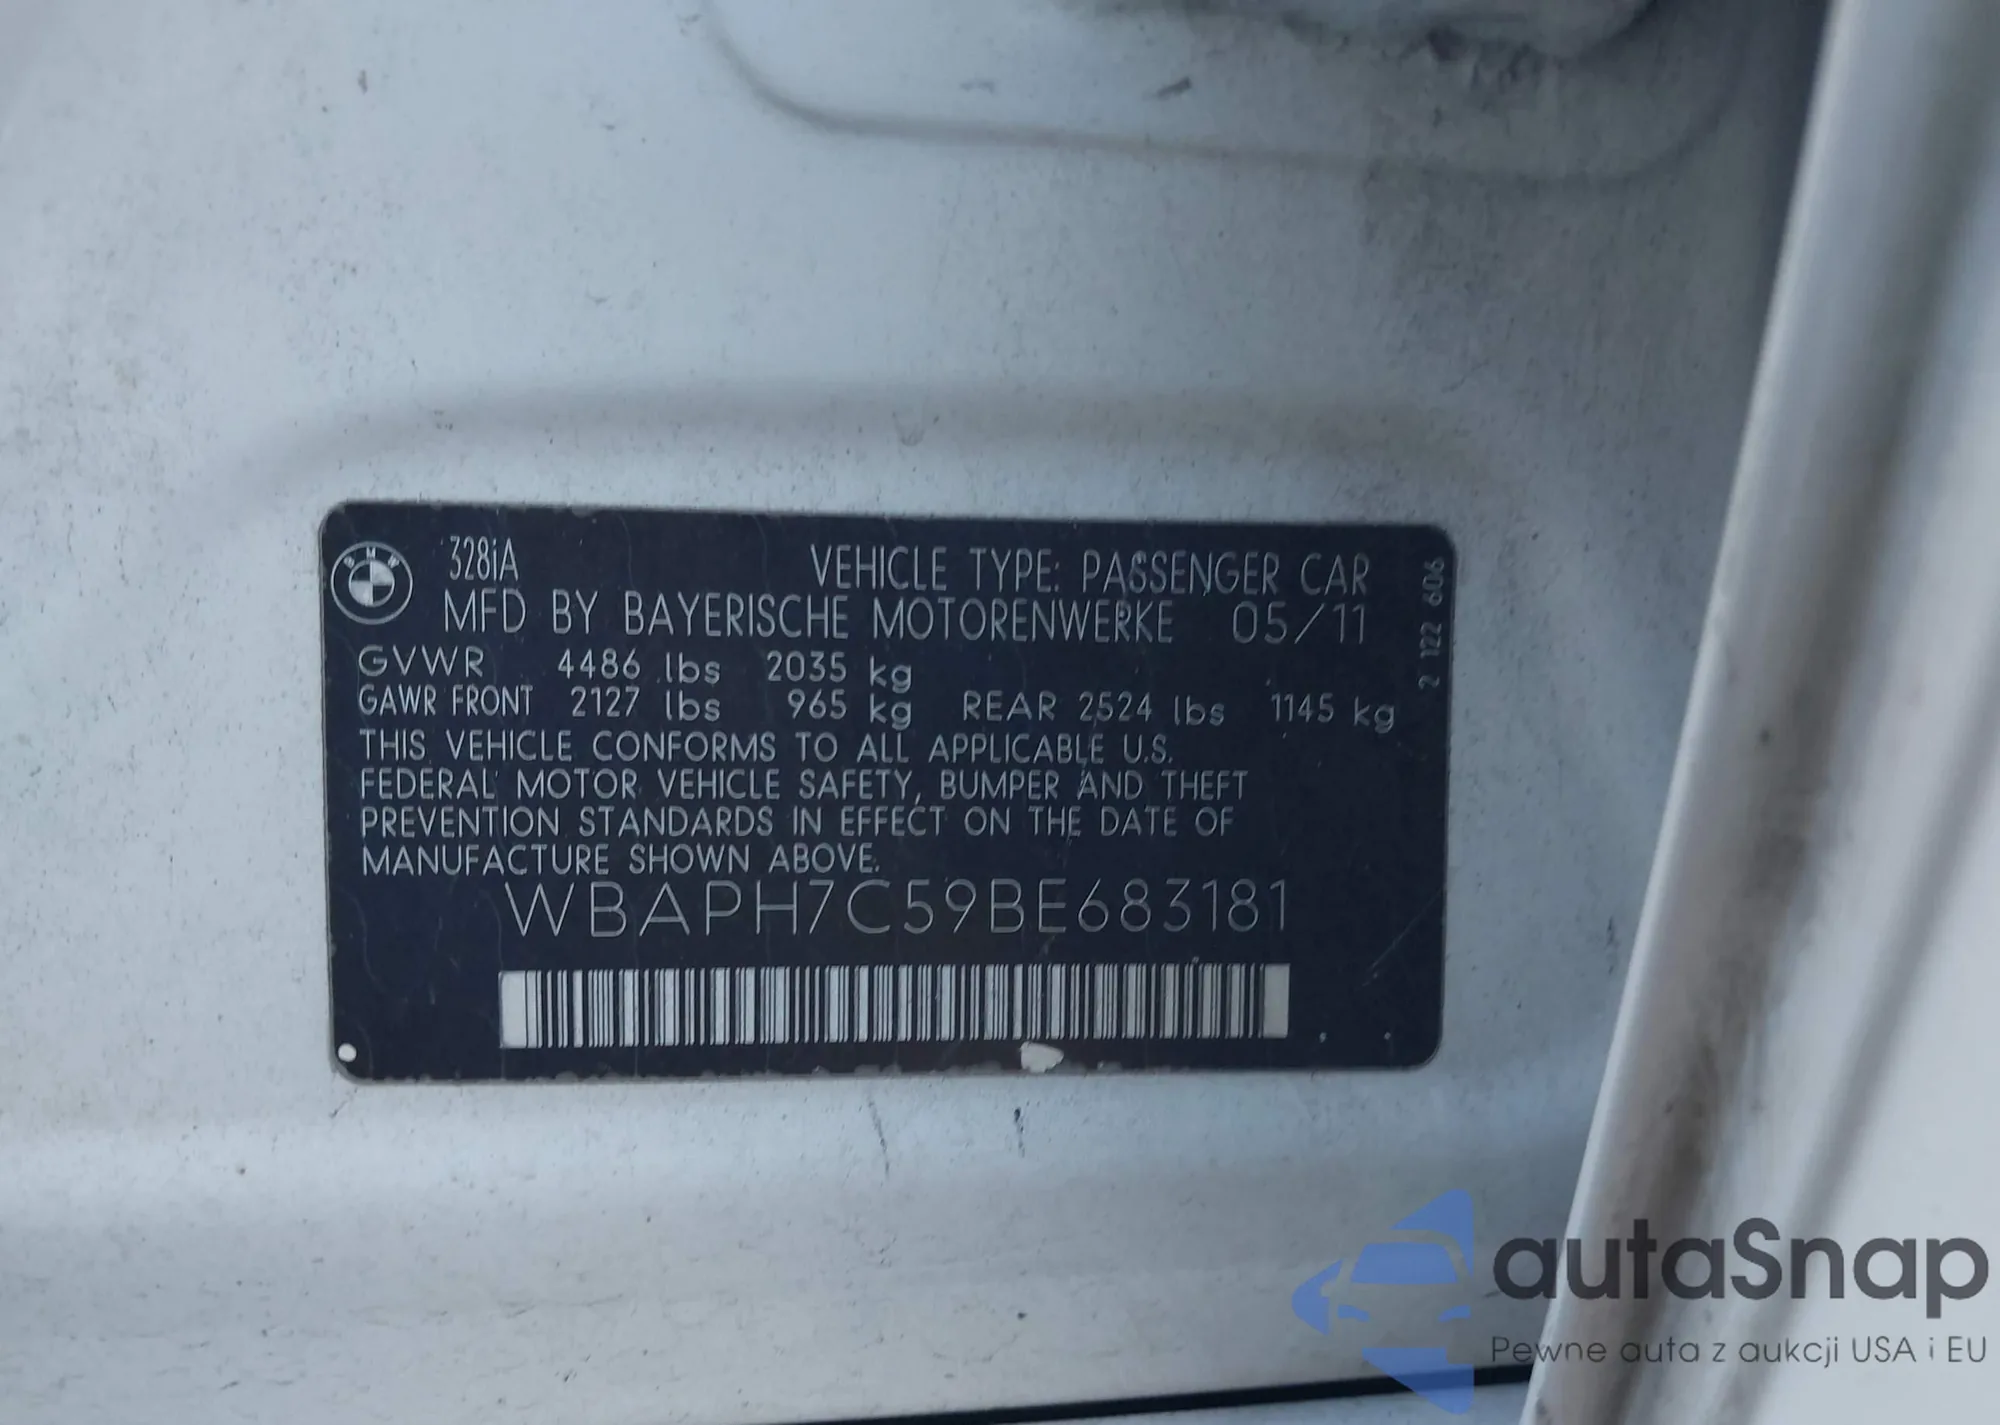 BMW
328iA VEHICLE TYPE: PASSENGER CAR
MFD BY BAYERISCHE MOTORENWERKE 05/11
GVWR 4486 lbs 2035 kg
GAWR FRONT 2127 lbs 965 kg REAR 2524 lbs 1145 kg
THIS VEHICLE CONFORMS TO ALL APPLICABLE U.S.
FEDERAL MOTOR VEHICLE SAFETY, BUMPER AND THEFT
PREVENTION STANDARDS IN EFFECT ON THE DATE OF
MANUFACTURE SHOWN ABOVE.
WBAPH7C59BE683181
2 122 606
autaSnap
Pewne auta z aukcji USA i EU